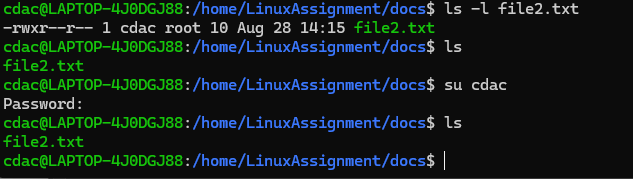 cdac@LAPTOP-4J0DGJ88:/home/LinuxAssignment/docs$ ls -l file2.txt
-rwxr--r-- 1 cdac root 10 Aug 28 14:15 file2.txt
cdac@LAPTOP-4J0DGJ88:/home/LinuxAssignment/docs$ ls
file2.txt
cdac@LAPTOP-4J0DGJ88:/home/LinuxAssignment/docs$ su cdac
Password:
cdac@LAPTOP-4J0DGJ88:/home/LinuxAssignment/docs$ ls
file2.txt
cdac@LAPTOP-4J0DGJ88:/home/LinuxAssignment/docs$